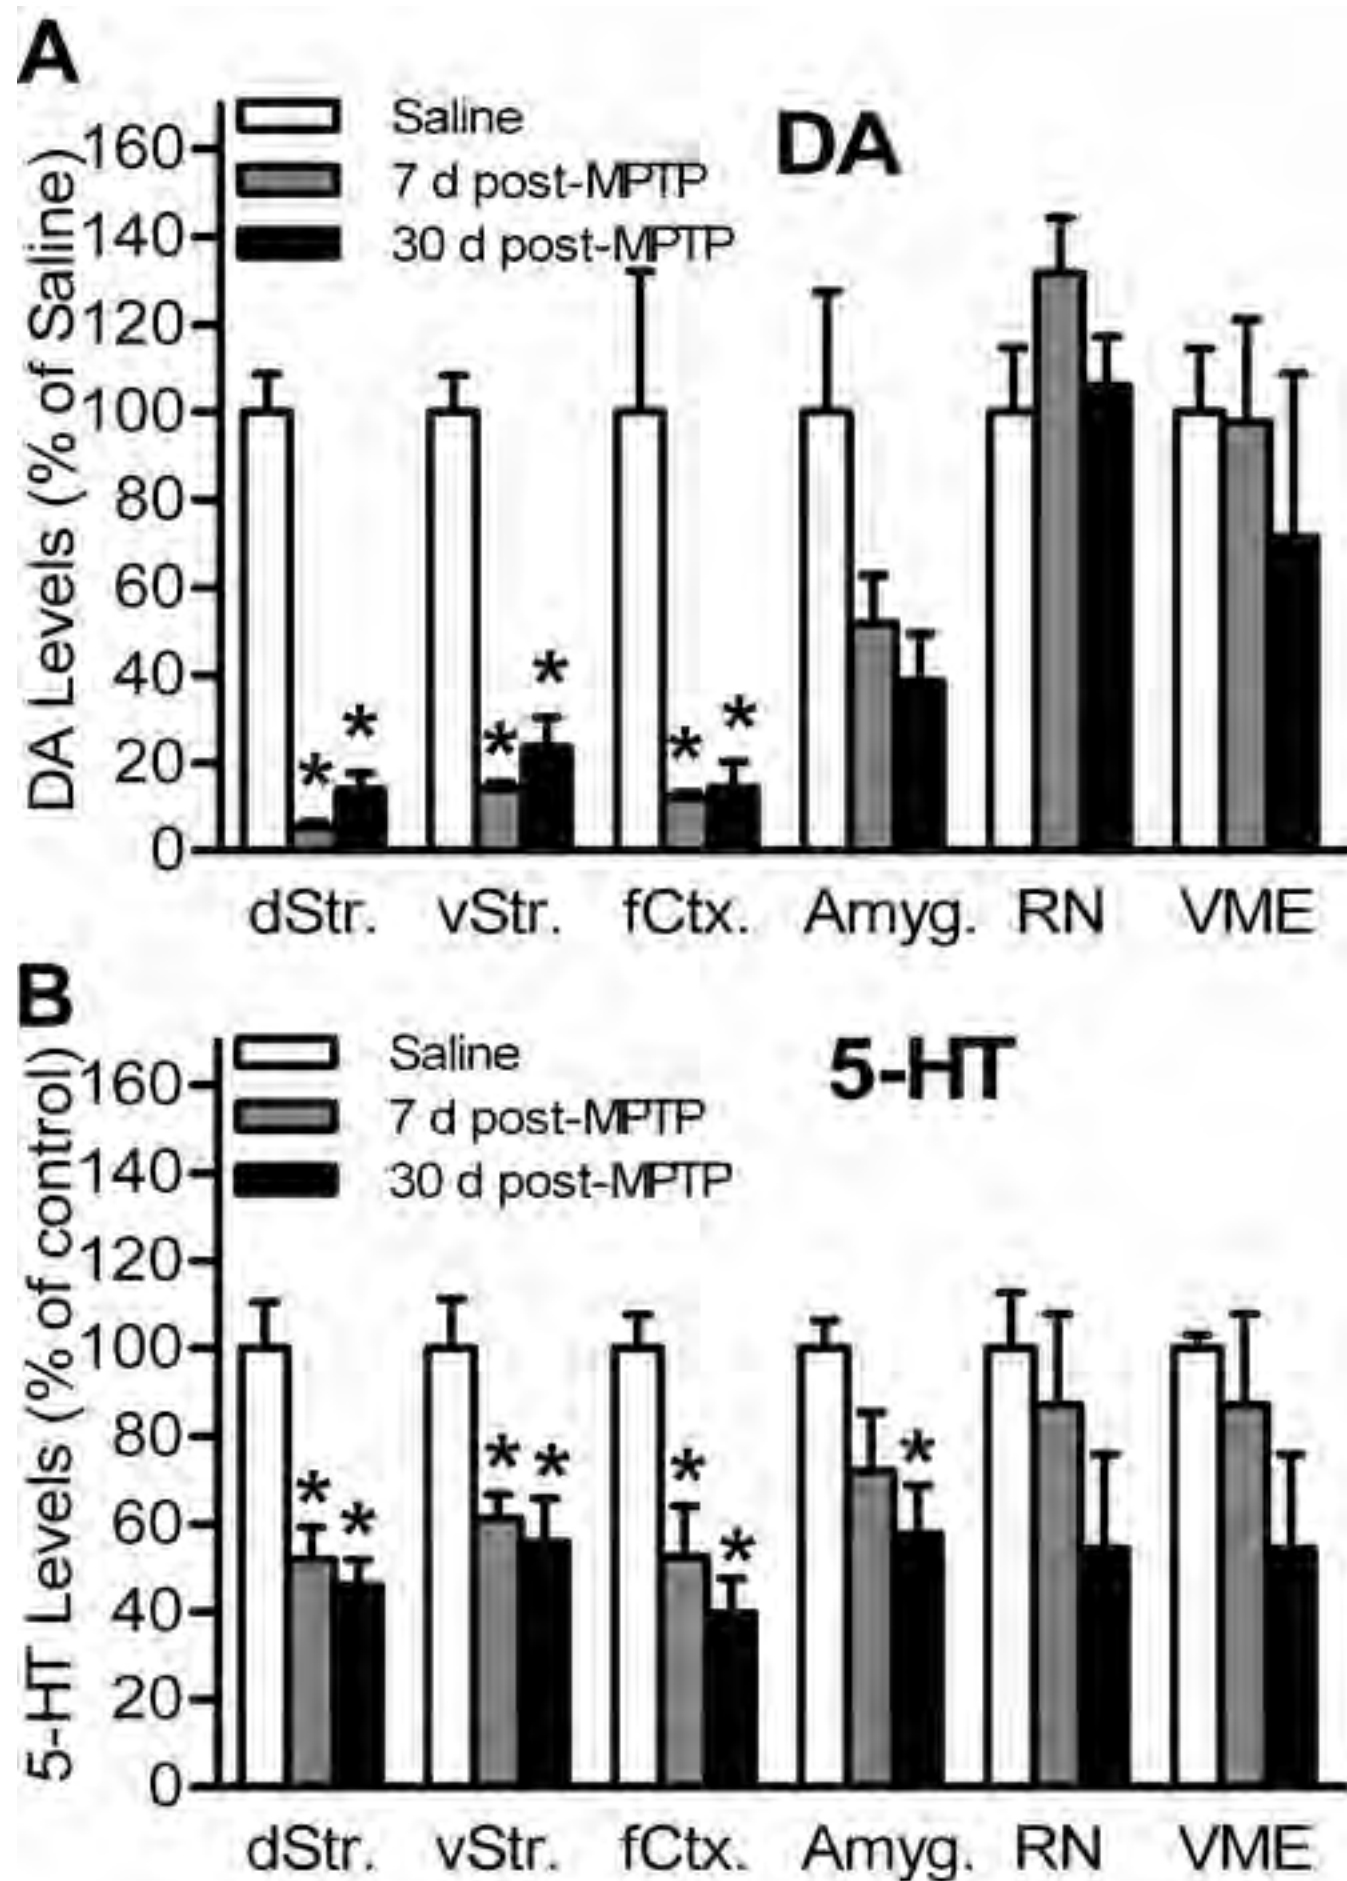 A
Saline
7 d post-MPTP
30 d post-MPTP
DA
DA Levels (% of Saline)
160
140
120
100
80
60
40
20
0
* * * * * *
dStr. vStr. fCtx. Amyg. RN VME
B
Saline
7 d post-MPTP
30 d post-MPTP
5-HT
5-HT Levels (% of control)
160
140
120
100
80
60
40
20
0
* * * * * * *
dStr. vStr. fCtx. Amyg. RN VME